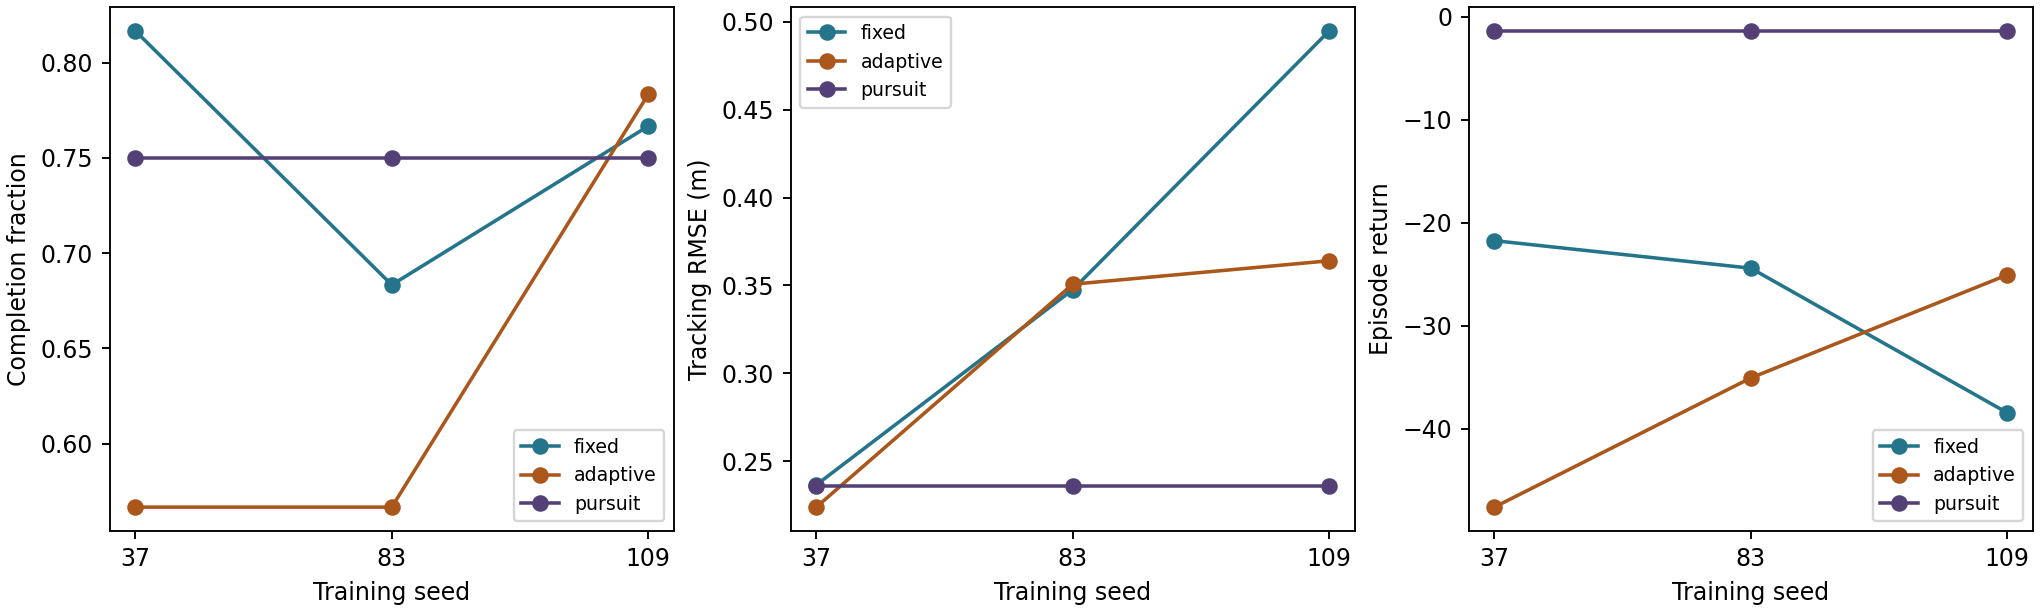 Completion fraction
0.80
0.75
0.70
0.65
0.60
fixed
adaptive
pursuit
37
83
109
Training seed
Tracking RMSE (m)
0.50
0.45
0.40
0.35
0.30
0.25
fixed
adaptive
pursuit
37
83
109
Training seed
Episode return
0
−10
−20
−30
−40
fixed
adaptive
pursuit
37
83
109
Training seed